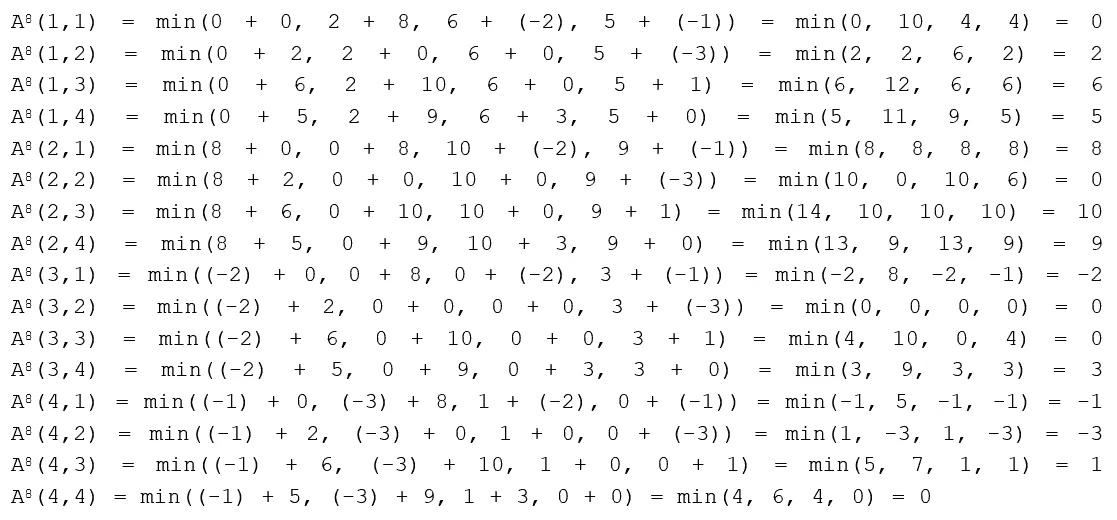 A⁸(1,1) = min(0 + 0, 2 + 8, 6 + (-2), 5 + (-1)) = min(0, 10, 4, 4) = 0
A⁸(1,2) = min(0 + 2, 2 + 0, 6 + 0, 5 + (-3)) = min(2, 2, 6, 2) = 2
A⁸(1,3) = min(0 + 6, 2 + 10, 6 + 0, 5 + 1) = min(6, 12, 6, 6) = 6
A⁸(1,4) = min(0 + 5, 2 + 9, 6 + 3, 5 + 0) = min(5, 11, 9, 5) = 5
A⁸(2,1) = min(8 + 0, 0 + 8, 10 + (-2), 9 + (-1)) = min(8, 8, 8, 8) = 8
A⁸(2,2) = min(8 + 2, 0 + 0, 10 + 0, 9 + (-3)) = min(10, 0, 10, 6) = 0
A⁸(2,3) = min(8 + 6, 0 + 10, 10 + 0, 9 + 1) = min(14, 10, 10, 10) = 10
A⁸(2,4) = min(8 + 5, 0 + 9, 10 + 3, 9 + 0) = min(13, 9, 13, 9) = 9
A⁸(3,1) = min((-2) + 0, 0 + 8, 0 + (-2), 3 + (-1)) = min(-2, 8, -2, -1) = -2
A⁸(3,2) = min((-2) + 2, 0 + 0, 0 + 0, 3 + (-3)) = min(0, 0, 0, 0) = 0
A⁸(3,3) = min((-2) + 6, 0 + 10, 0 + 0, 3 + 1) = min(4, 10, 0, 4) = 0
A⁸(3,4) = min((-2) + 5, 0 + 9, 0 + 3, 3 + 0) = min(3, 9, 3, 3) = 3
A⁸(4,1) = min((-1) + 0, (-3) + 8, 1 + (-2), 0 + (-1)) = min(-1, 5, -1, -1) = -1
A⁸(4,2) = min((-1) + 2, (-3) + 0, 1 + 0, 0 + (-3)) = min(1, -3, 1, -3) = -3
A⁸(4,3) = min((-1) + 6, (-3) + 10, 1 + 0, 0 + 1) = min(5, 7, 1, 1) = 1
A⁸(4,4) = min((-1) + 5, (-3) + 9, 1 + 3, 0 + 0) = min(4, 6, 4, 0) = 0